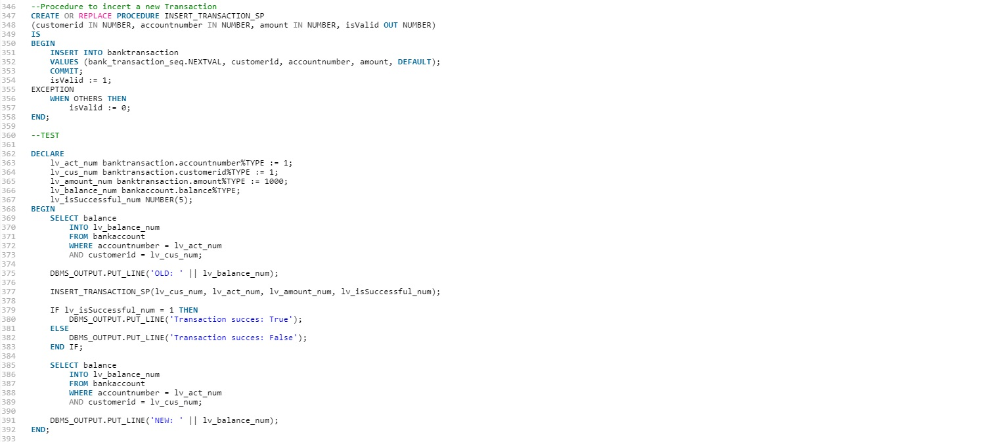 346 --Procedure to incert a new Transaction
347 CREATE OR REPLACE PROCEDURE INSERT_TRANSACTION_SP
348 (customerid IN NUMBER, accountnumber IN NUMBER, amount IN NUMBER, isValid OUT NUMBER)
349 IS
350 BEGIN
351     INSERT INTO banktransaction
352     VALUES (bank_transaction_seq.NEXTVAL, customerid, accountnumber, amount, DEFAULT);
353     COMMIT;
354     isValid := 1;
355 EXCEPTION
356     WHEN OTHERS THEN
357         isValid := 0;
358 END;
359
360 --TEST
361
362 DECLARE
363     lv_act_num banktransaction.accountnumber%TYPE := 1;
364     lv_cus_num banktransaction.customerid%TYPE := 1;
365     lv_amount_num banktransaction.amount%TYPE := 1000;
366     lv_balance_num bankaccount.balance%TYPE;
367     lv_isSuccessful_num NUMBER(5);
368 BEGIN
369     SELECT balance
370         INTO lv_balance_num
371         FROM bankaccount
372         WHERE accountnumber = lv_act_num
373         AND customerid = lv_cus_num;
374
375     DBMS_OUTPUT.PUT_LINE('OLD: ' || lv_balance_num);
376
377     INSERT_TRANSACTION_SP(lv_cus_num, lv_act_num, lv_amount_num, lv_isSuccessful_num);
378
379     IF lv_isSuccessful_num = 1 THEN
380         DBMS_OUTPUT.PUT_LINE('Transaction succes: True');
381     ELSE
382         DBMS_OUTPUT.PUT_LINE('Transaction succes: False');
383     END IF;
384
385     SELECT balance
386         INTO lv_balance_num
387         FROM bankaccount
388         WHERE accountnumber = lv_act_num
389         AND customerid = lv_cus_num;
390
391     DBMS_OUTPUT.PUT_LINE('NEW: ' || lv_balance_num);
392 END;
393